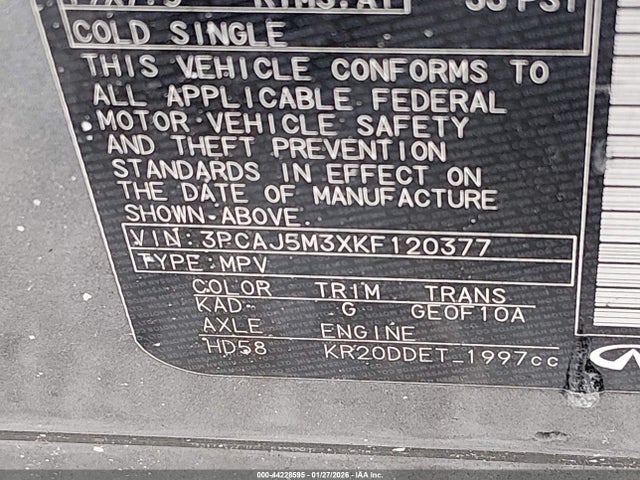 COLD SINGLE
THIS VEHICLE CONFORMS TO
ALL APPLICABLE FEDERAL
MOTOR VEHICLE SAFETY
AND THEFT PREVENTION
STANDARDS IN EFFECT ON
THE DATE OF MANUFACTURE
SHOWN ABOVE.
VIN: 3PCAJ5M3XKF120377
TYPE: MPV
COLOR TRIM TRANS
KAD G GE0F10A
AXLE ENGINE
HD58 KR20DDET 1997cc
000-44228595 - 01/27/2026 - IAA Inc.